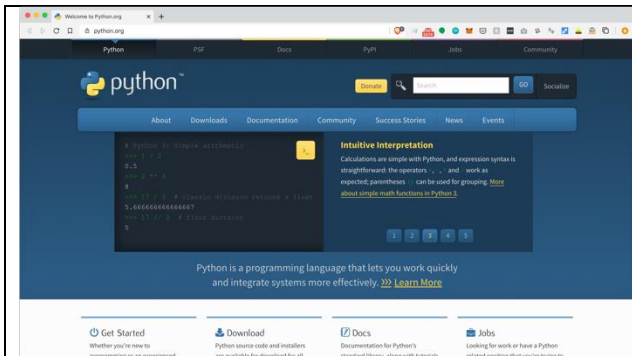 Welcome to Python.org
python.org
Python PSF Docs PyPI Jobs Community
python™
Donate Search GO Socialize
About Downloads Documentation Community Success Stories News Events
# Python 3: Simple arithmetic
>>> 1 / 2
0.5
>>> 2 ** 3
8
>>> 17 / 3 # classic division returns a float
5.666666666666667
>>> 17 // 3 # floor division
5
>_
Intuitive Interpretation
Calculations are simple with Python, and expression syntax is
straightforward: the operators +, -, * and / work as
expected; parentheses () can be used for grouping. More
about simple math functions in Python 3.
1 2 3 4 5
Python is a programming language that lets you work quickly
and integrate systems more effectively. >>> Learn More
Get Started
Whether you're new to
programming or an experienced
Download
Python source code and installers
are available for download for all
Docs
Documentation for Python's
standard library, along with tutorials
Jobs
Looking for work or have a Python
related position that you're trying to